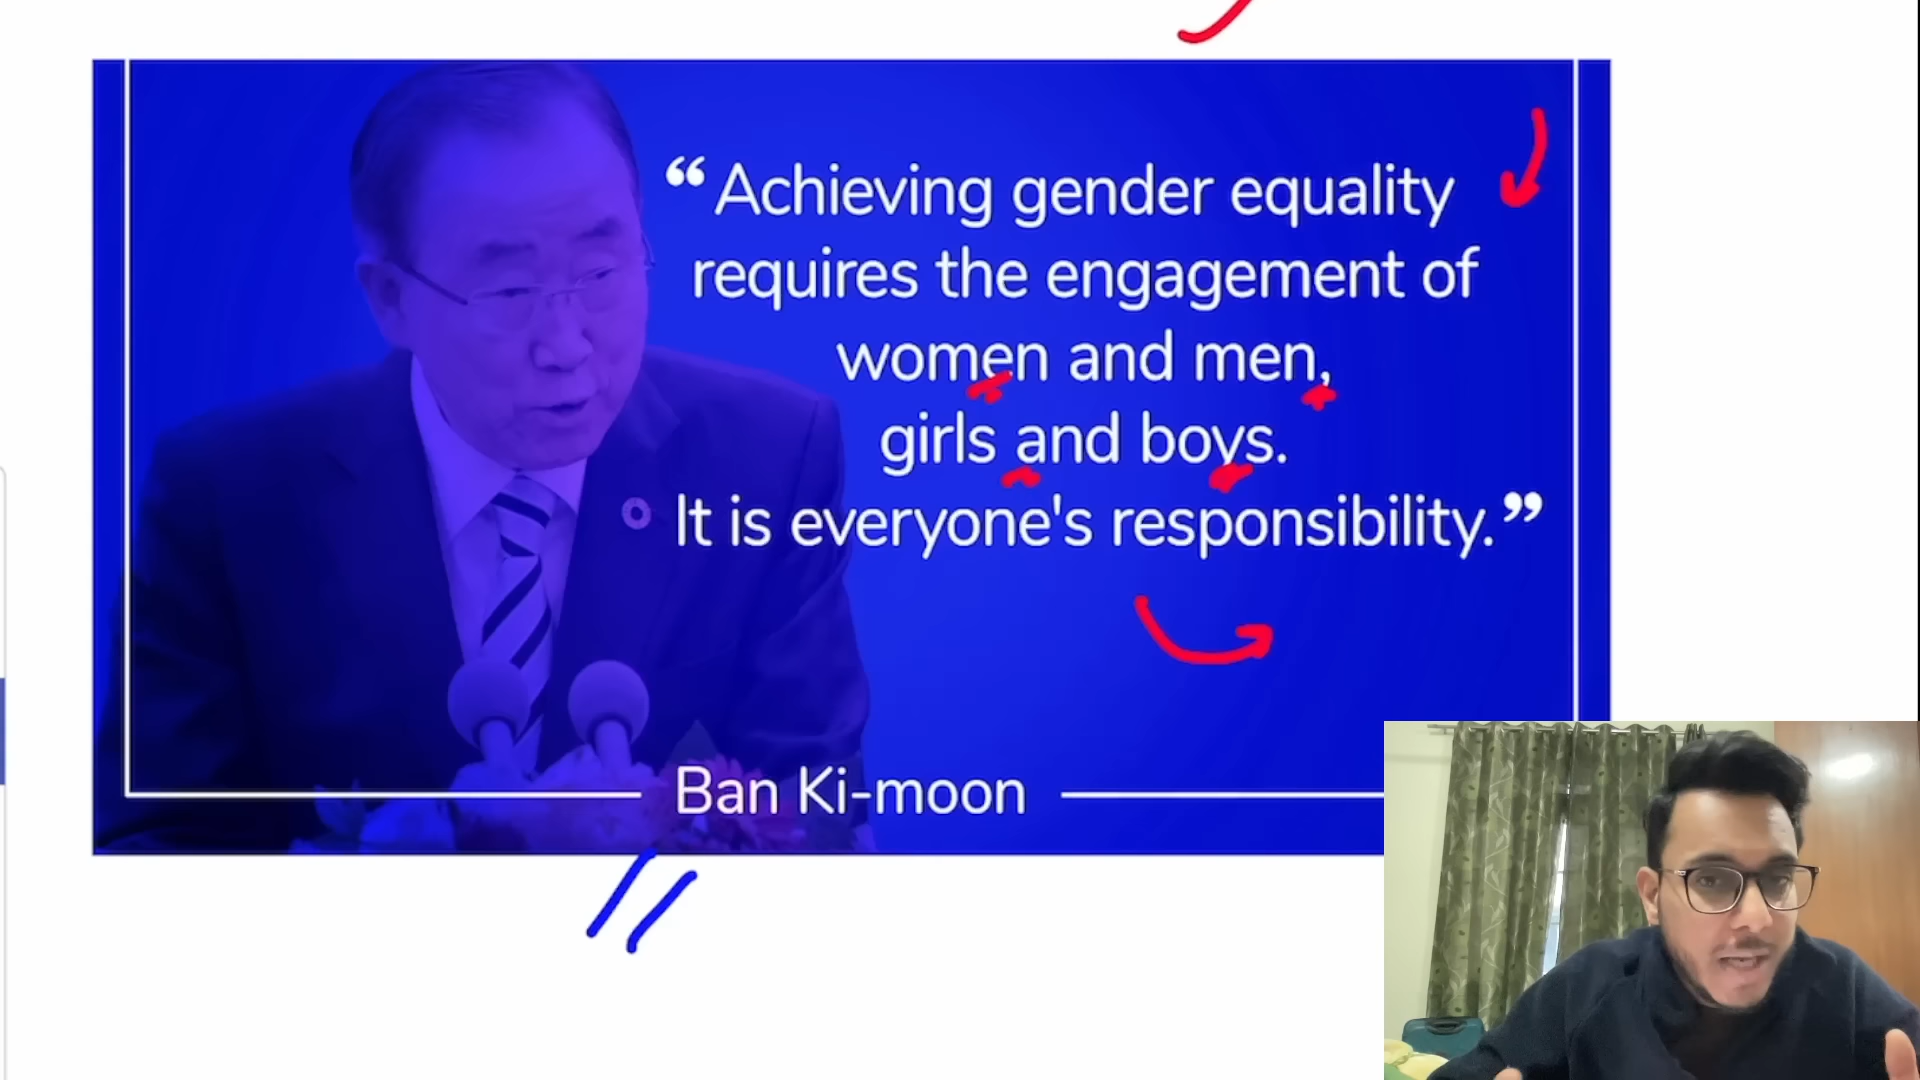 “Achieving gender equality
requires the engagement of
women and men,
girls and boys.
It is everyone's responsibility.”
Ban Ki-moon